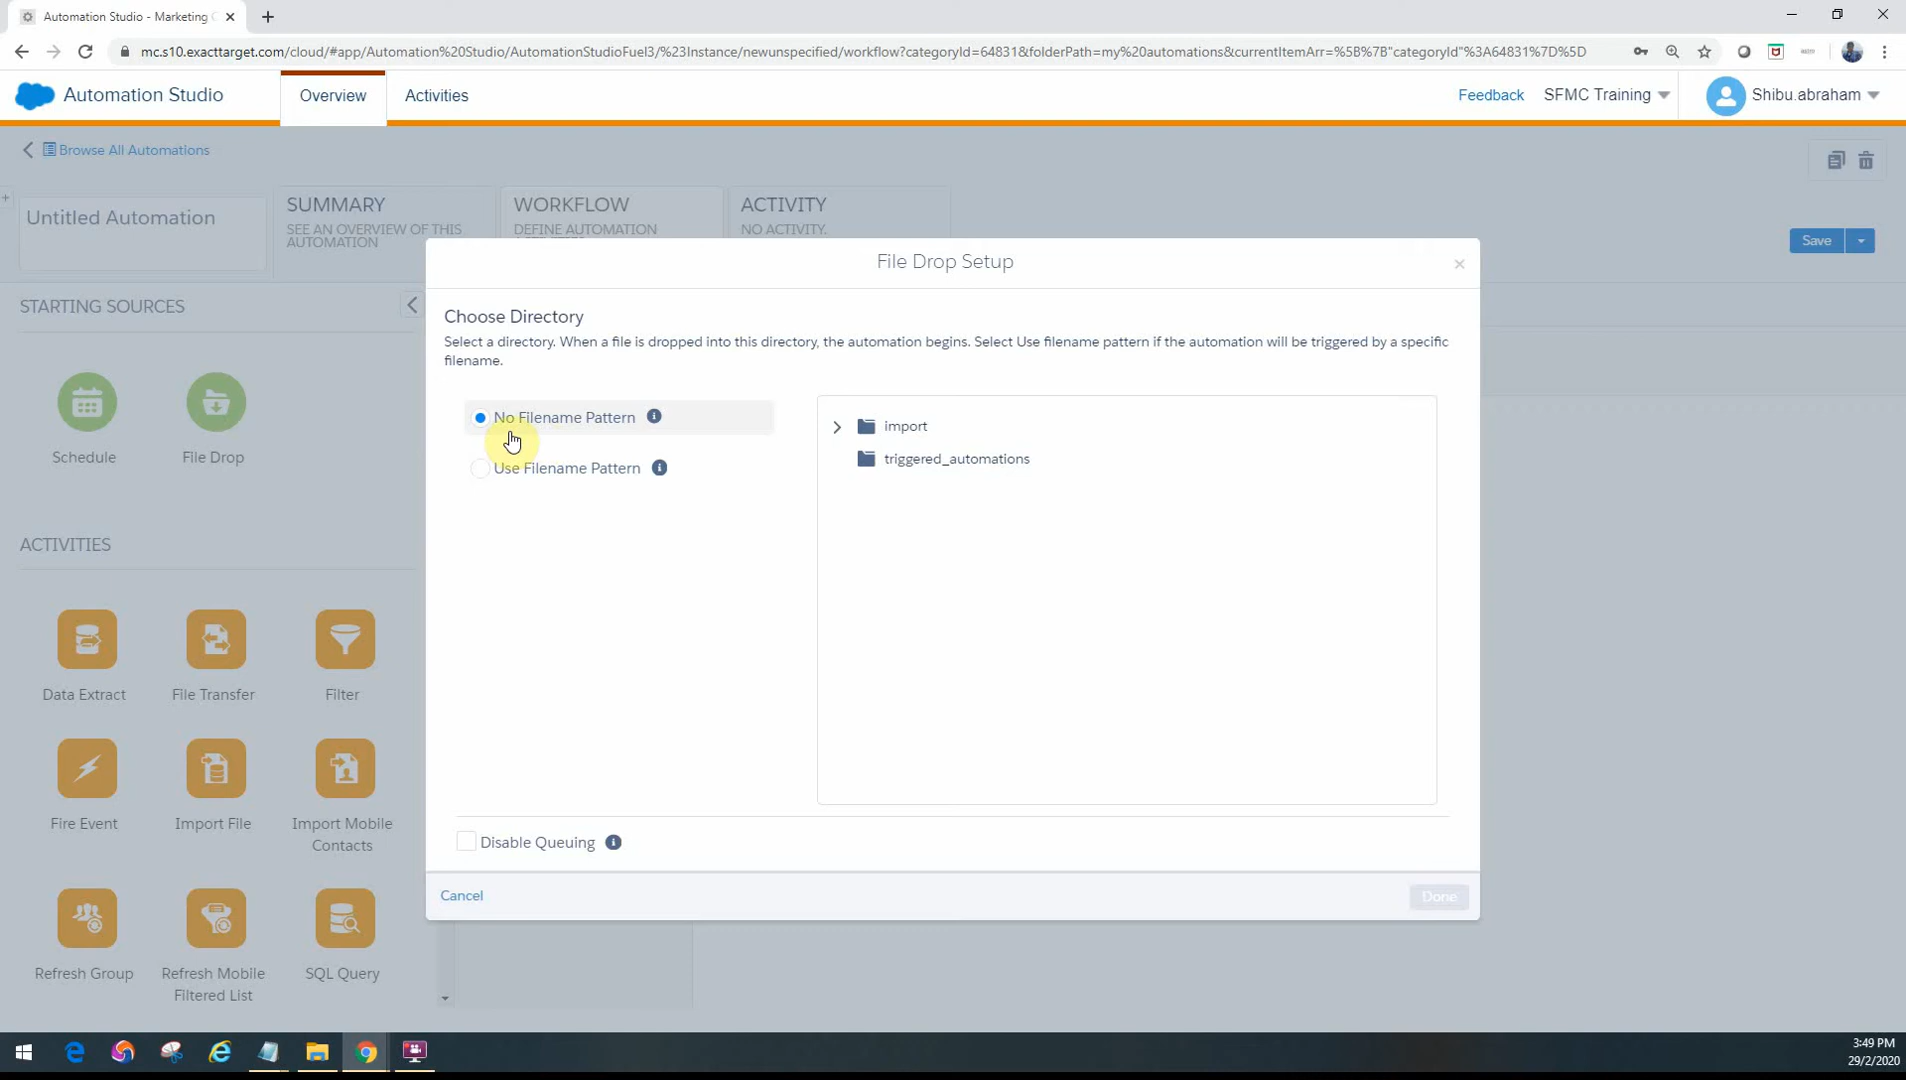 Automation Studio - Marketing C
mc.s10.exacttarget.com/cloud/#app/Automation%20Studio/AutomationStudioFuel3/%23Instance/newunspecified/workflow?categoryId=64831&folderPath=my%20automations&currentItemArr=%5B%7B"categoryId"%3A64831%7D%5D
Automation Studio
Overview
Activities
Feedback
SFMC Training
Shibu.abraham
Browse All Automations
Untitled Automation
SUMMARY
SEE AN OVERVIEW OF THIS
AUTOMATION
WORKFLOW
DEFINE AUTOMATION
ACTIVITY
NO ACTIVITY.
Save
STARTING SOURCES
Schedule
File Drop
ACTIVITIES
Data Extract
File Transfer
Filter
Fire Event
Import File
Import Mobile
Contacts
Refresh Group
Refresh Mobile
Filtered List
SQL Query
File Drop Setup
Choose Directory
Select a directory. When a file is dropped into this directory, the automation begins. Select Use filename pattern if the automation will be triggered by a specific
filename.
No Filename Pattern
Use Filename Pattern
import
triggered_automations
Disable Queuing
Cancel
Done
3:49 PM
29/2/2020